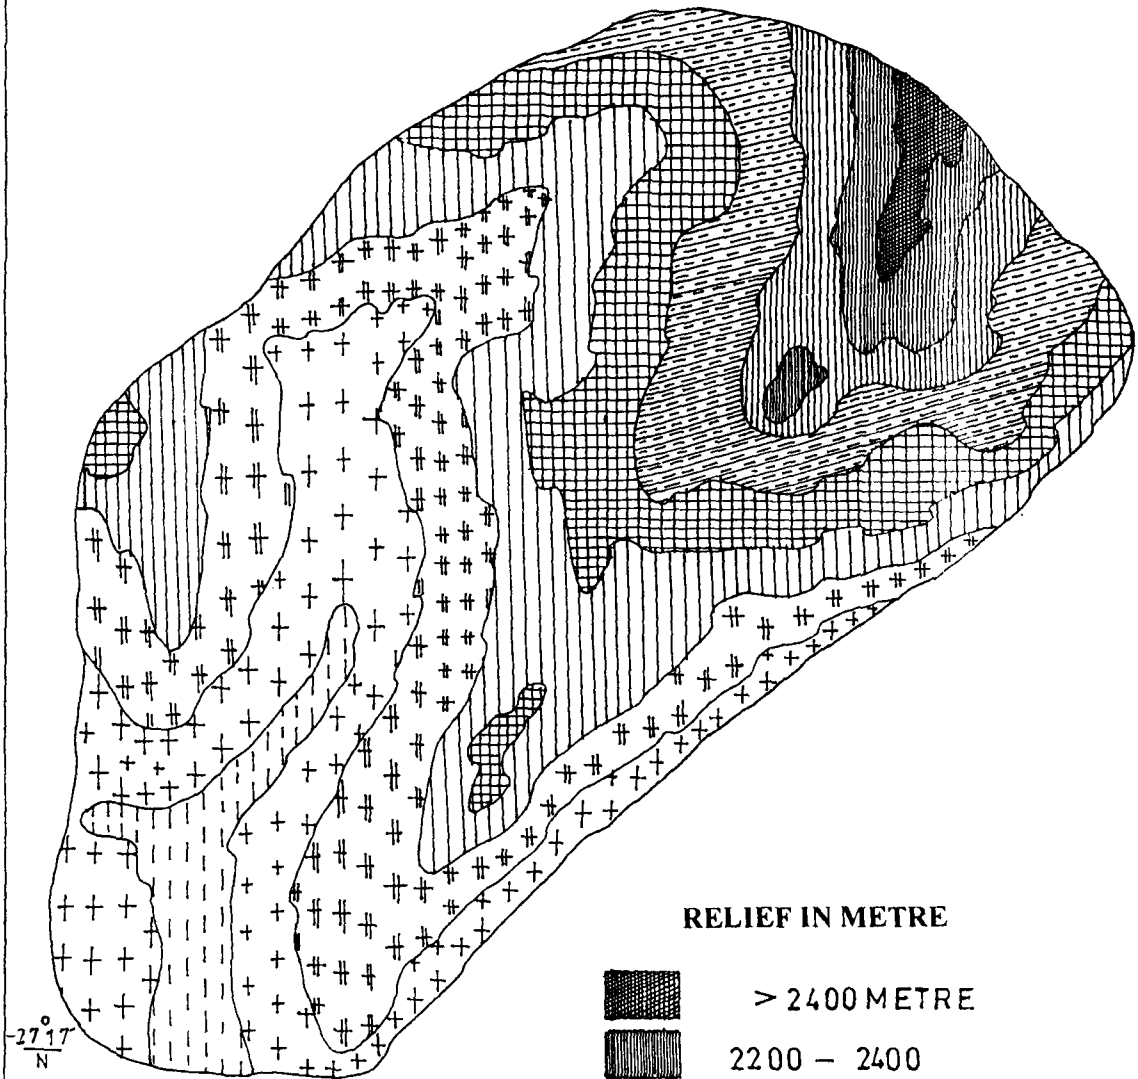 RELIEF IN METRE
> 2400 METRE
2200 – 2400
27°17'
N